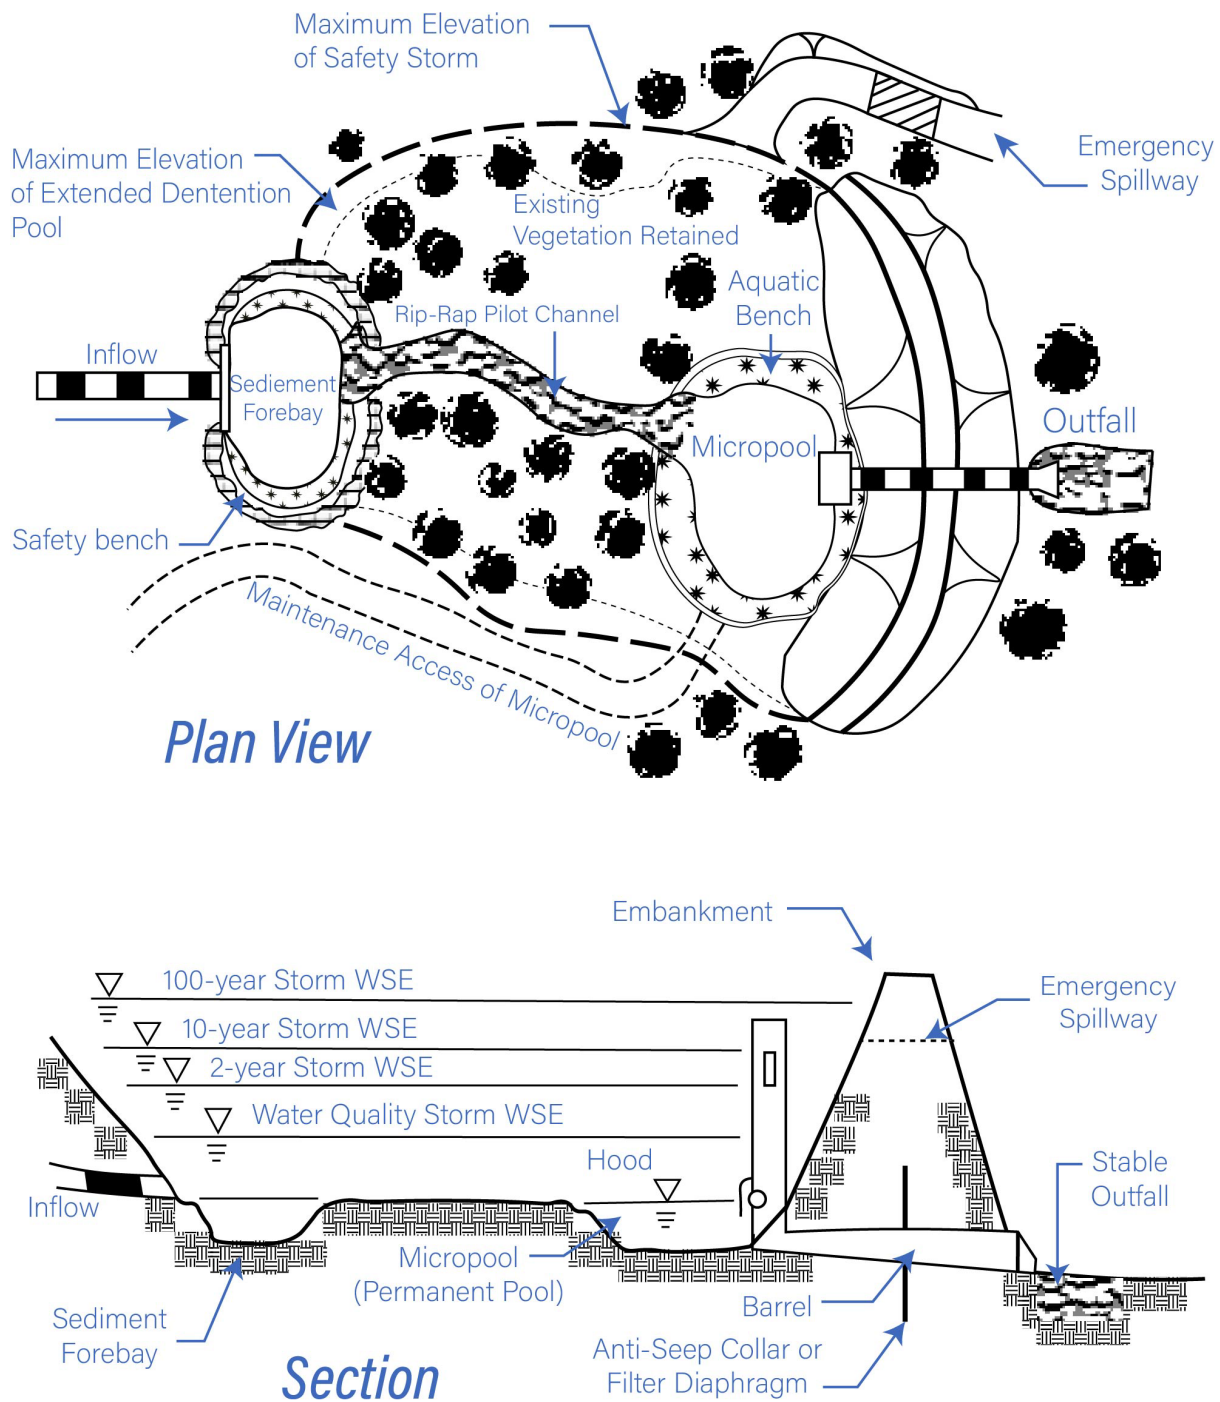 Maximum Elevation
of Safety Storm
Maximum Elevation
of Extended Dentention
Pool
Emergency
Spillway
Existing
Vegetation Retained
Aquatic
Bench
Rip-Rap Pilot Channel
Inflow
Sediement
Forebay
Outfall
Micropool
Safety bench
Maintenance Access of Micropool
Plan View
Embankment
100-year Storm WSE
Emergency
Spillway
10-year Storm WSE
2-year Storm WSE
Water Quality Storm WSE
Hood
Stable
Outfall
Inflow
Micropool
(Permanent Pool)
Barrel
Sediment
Forebay
Anti-Seep Collar or
Filter Diaphragm
Section